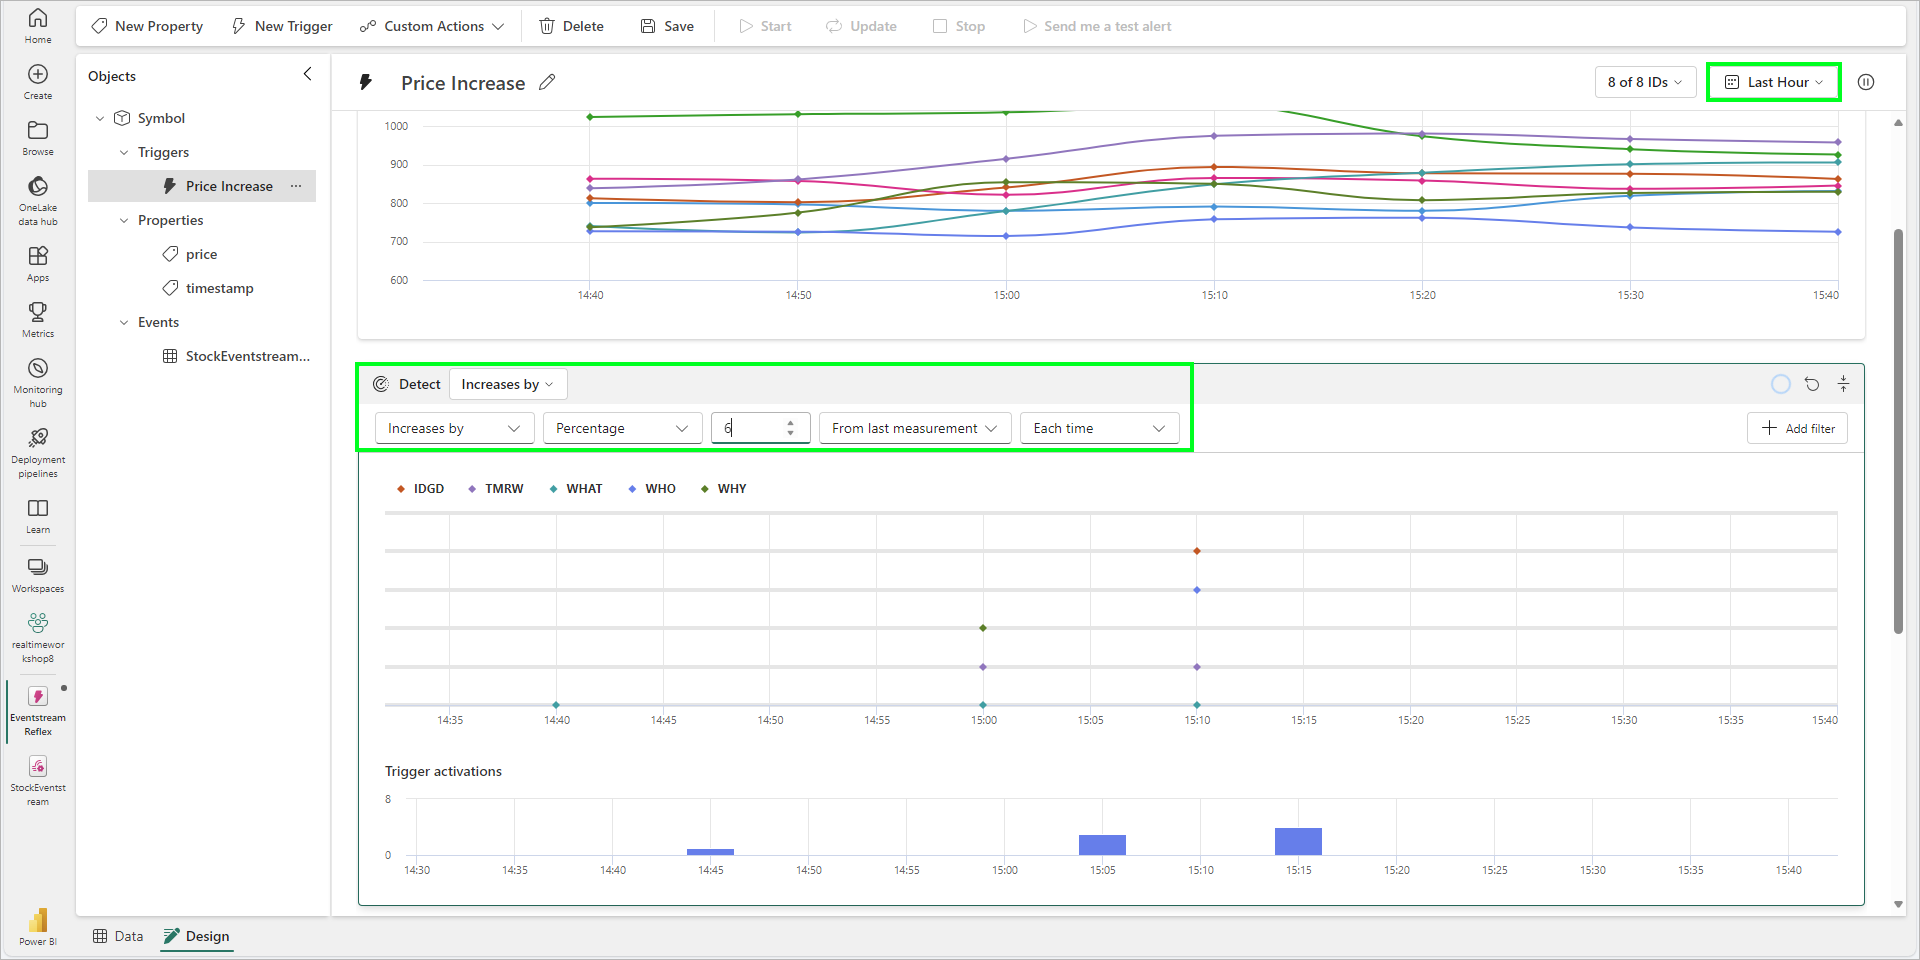 Home
Create
Browse
OneLake
data hub
Apps
Metrics
Monitoring
hub
Deployment
pipelines
Learn
Workspaces
realtimewor
kshop8
Eventstream
Reflex
StockEventst
ream
Power BI
New Property
New Trigger
Custom Actions
Delete
Save
Start
Update
Stop
Send me a test alert
Objects
Symbol
Triggers
Price Increase ...
Properties
price
timestamp
Events
StockEventstream...
Price Increase
8 of 8 IDs
Last Hour
1000
900
800
700
600
14:40 14:50 15:00 15:10 15:20 15:30 15:40
Detect Increases by
Increases by Percentage 6 From last measurement Each time
Add filter
IDGD TMRW WHAT WHO WHY
14:35 14:40 14:45 14:50 14:55 15:00 15:05 15:10 15:15 15:20 15:25 15:30 15:35 15:40
Trigger activations
8
0
14:30 14:35 14:40 14:45 14:50 14:55 15:00 15:05 15:10 15:15 15:20 15:25 15:30 15:35 15:40
Data
Design